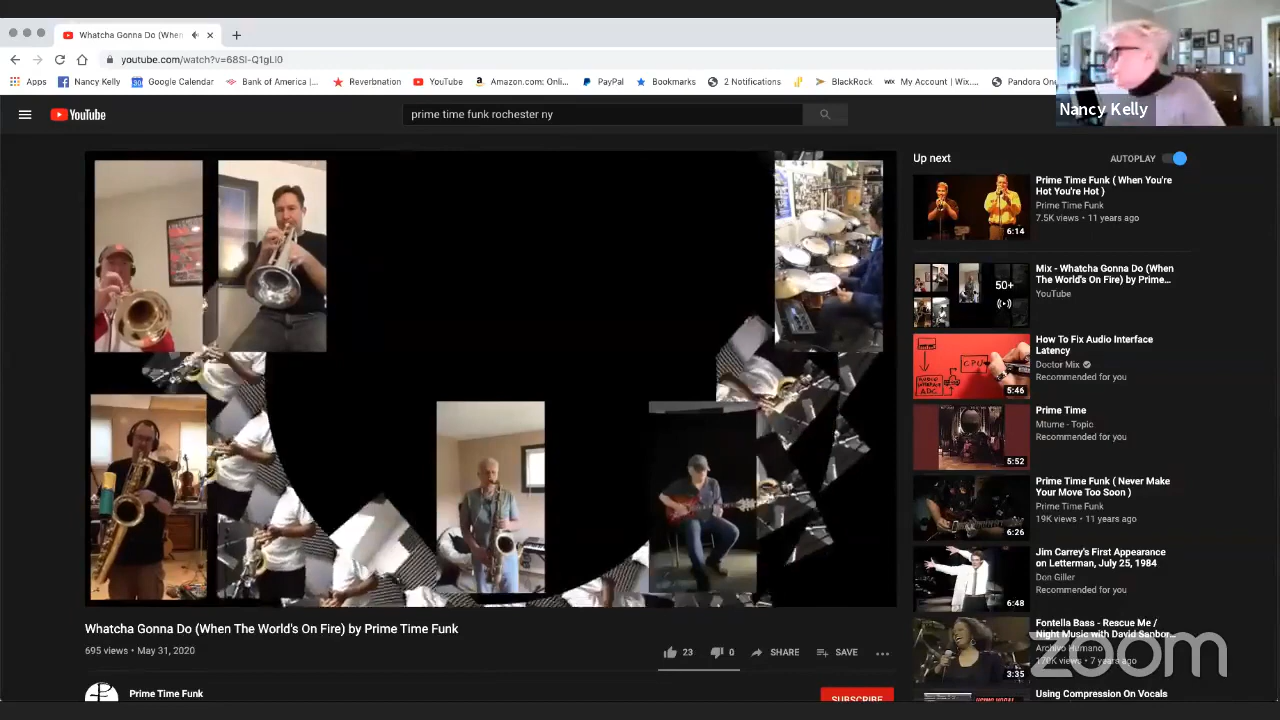 Whatcha Gonna Do (When
youtube.com/watch?v=68SI-Q1gLI0
Apps
Nancy Kelly
Google Calendar
Bank of America |...
Reverbnation
YouTube
Amazon.com: Onli...
PayPal
Bookmarks
2 Notifications
BlackRock
My Account | Wix....
Pandora One
Nancy Kelly
YouTube
prime time funk rochester ny
Up next
AUTOPLAY
Prime Time Funk ( When You're
Hot You're Hot )
Prime Time Funk
7.5K views • 11 years ago
6:14
Mix - Whatcha Gonna Do (When
The World's On Fire) by Prime...
YouTube
50+
How To Fix Audio Interface
Latency
Doctor Mix
Recommended for you
CPU
5:46
Prime Time
Mtume - Topic
Recommended for you
5:52
Prime Time Funk ( Never Make
Your Move Too Soon )
Prime Time Funk
19K views • 11 years ago
6:26
Jim Carrey's First Appearance
on Letterman, July 25, 1984
Don Giller
Recommended for you
6:48
Fontella Bass - Rescue Me /
Night Music with David Sanbor...
Archivo Humano
176K views • 7 years ago
3:35
Using Compression On Vocals
Whatcha Gonna Do (When The World's On Fire) by Prime Time Funk
695 views • May 31, 2020
23
0
SHARE
SAVE
Prime Time Funk
SUBSCRIBE
zoom